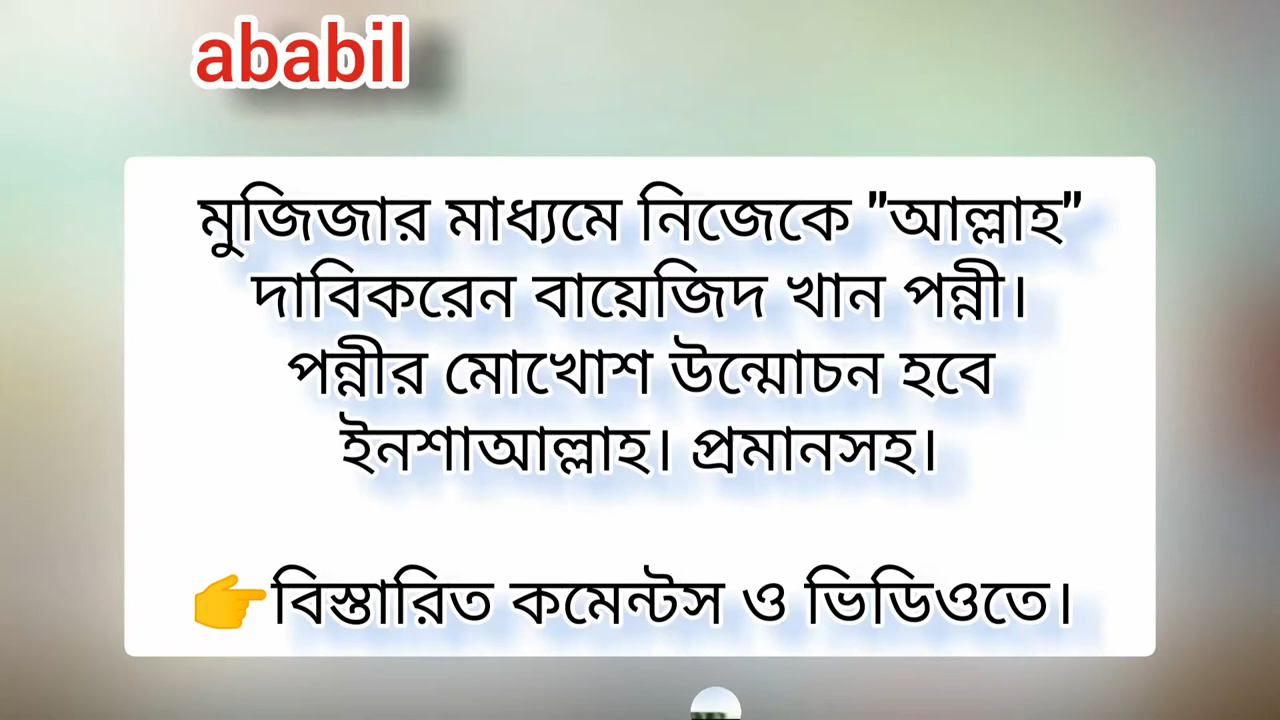 ababil
মুজিজার মাধ্যমে নিজেকে "আল্লাহ"
দাবিকরেন বায়েজিদ খান পন্নী।
পন্নীর মোখোশ উন্মোচন হবে
ইনশাআল্লাহ। প্রমানসহ।
👉বিস্তারিত কমেন্টস ও ভিডিওতে।